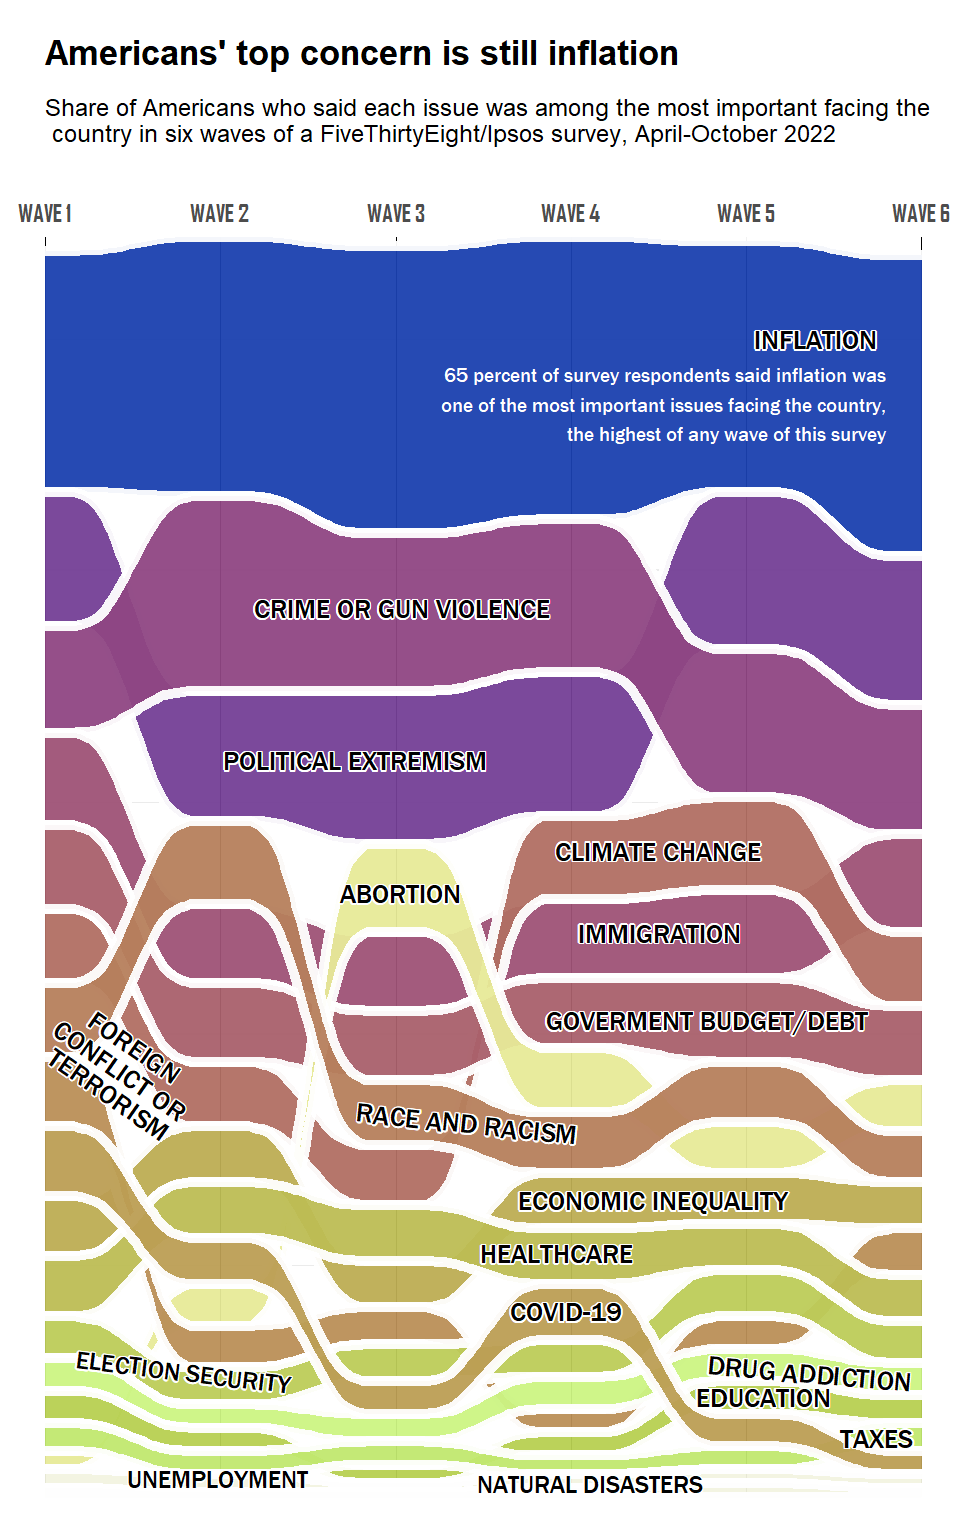 Americans' top concern is still inflation
Share of Americans who said each issue was among the most important facing the
country in six waves of a FiveThirtyEight/Ipsos survey, April-October 2022
WAVE 1 WAVE 2 WAVE 3 WAVE 4 WAVE 5 WAVE 6
INFLATION
65 percent of survey respondents said inflation was
one of the most important issues facing the country,
the highest of any wave of this survey
CRIME OR GUN VIOLENCE
POLITICAL EXTREMISM
CLIMATE CHANGE
ABORTION
IMMIGRATION
GOVERMENT BUDGET/DEBT
FOREIGN
CONFLICT OR
TERRORISM
RACE AND RACISM
ECONOMIC INEQUALITY
HEALTHCARE
COVID-19
ELECTION SECURITY
DRUG ADDICTION
EDUCATION
TAXES
UNEMPLOYMENT
NATURAL DISASTERS